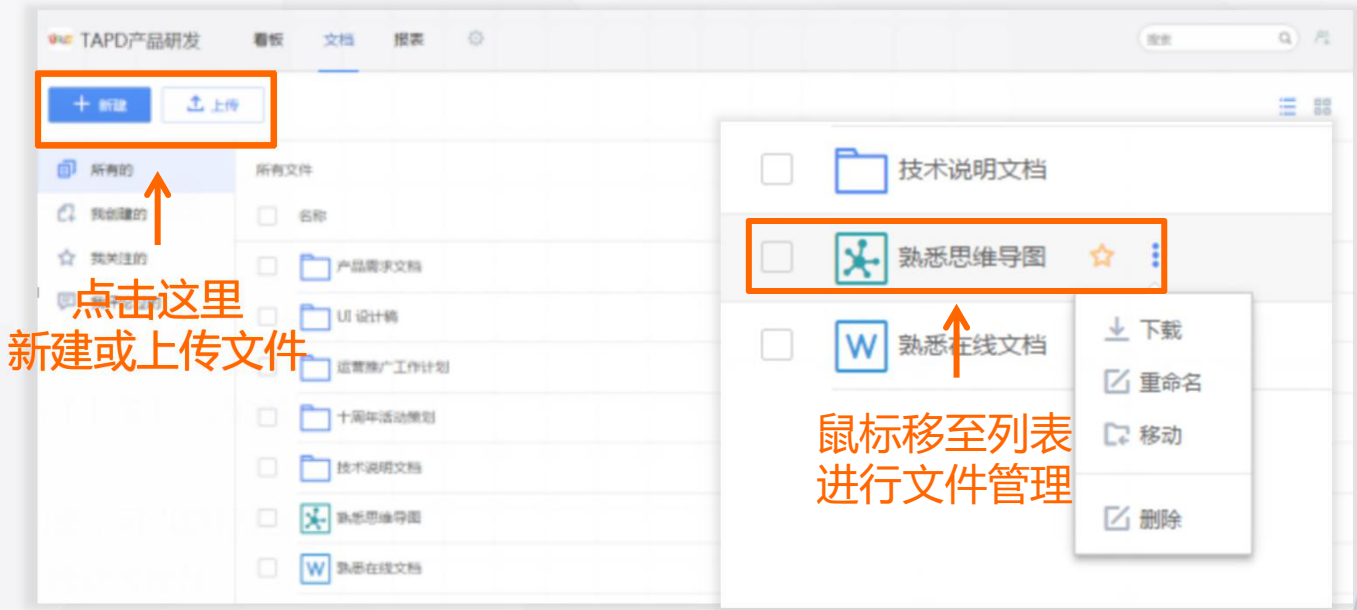 TAPD产品研发
看板
文档
报表
搜索
新建
上传
所有的
我创建的
我关注的
点击这里
新建或上传文件
所有文件
名称
产品需求文档
UI 设计稿
运营推广工作计划
十周年活动策划
技术说明文档
熟悉思维导图
W 熟悉在线文档
技术说明文档
熟悉思维导图
W 熟悉在线文档
下载
重命名
移动
删除
鼠标移至列表
进行文件管理